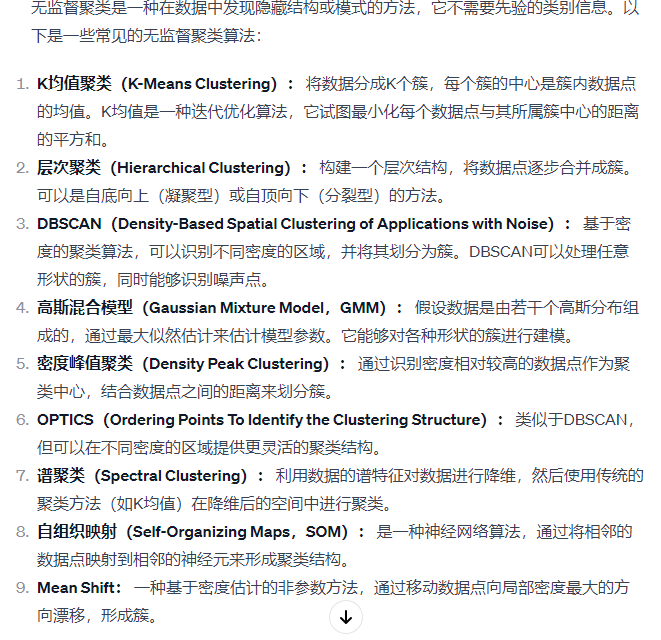 无监督聚类是一种在数据中发现隐藏结构或模式的方法，它不需要先验的类别信息。以
下是一些常见的无监督聚类算法：
1. K均值聚类（K-Means Clustering）： 将数据分成K个簇，每个簇的中心是簇内数据点
的均值。K均值是一种迭代优化算法，它试图最小化每个数据点与其所属簇中心的距离
的平方和。
2. 层次聚类（Hierarchical Clustering）： 构建一个层次结构，将数据点逐步合并成簇。
可以是自底向上（凝聚型）或自顶向下（分裂型）的方法。
3. DBSCAN（Density-Based Spatial Clustering of Applications with Noise）： 基于密
度的聚类算法，可以识别不同密度的区域，并将其划分为簇。DBSCAN可以处理任意
形状的簇，同时能够识别噪声点。
4. 高斯混合模型（Gaussian Mixture Model，GMM）： 假设数据是由若干个高斯分布组
成的，通过最大似然估计来估计模型参数。它能够对各种形状的簇进行建模。
5. 密度峰值聚类（Density Peak Clustering）： 通过识别密度相对较高的数据点作为聚
类中心，结合数据点之间的距离来划分簇。
6. OPTICS（Ordering Points To Identify the Clustering Structure）： 类似于DBSCAN，
但可以在不同密度的区域提供更灵活的聚类结构。
7. 谱聚类（Spectral Clustering）： 利用数据的谱特征对数据进行降维，然后使用传统的
聚类方法（如K均值）在降维后的空间中进行聚类。
8. 自组织映射（Self-Organizing Maps，SOM）： 是一种神经网络算法，通过将相邻的
数据点映射到相邻的神经元来形成聚类结构。
9. Mean Shift： 一种基于密度估计的非参数方法，通过移动数据点向局部密度最大的方
向漂移，形成簇。